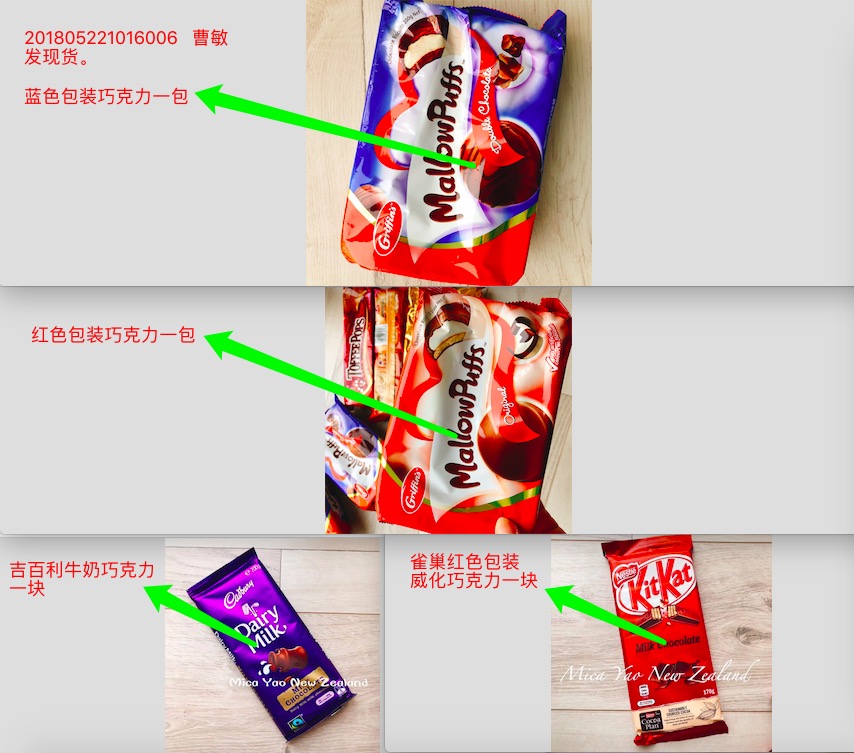 201805221016006 曹敏
发现货。
蓝色包装巧克力一包
MallowPuffs
Double Chocolate
Griffin's
红色包装巧克力一包
TOFFEE POPS
MallowPuffs
Original
Griffin's
MallowPuffs
吉百利牛奶巧克力
一块
Cadbury
Dairy
Milk
Mica Yao New Zealand
雀巢红色包装
威化巧克力一块
Nestle
KitKat
Milk Chocolate
Mica Yao New Zealand
170g
Cocoa
Plan